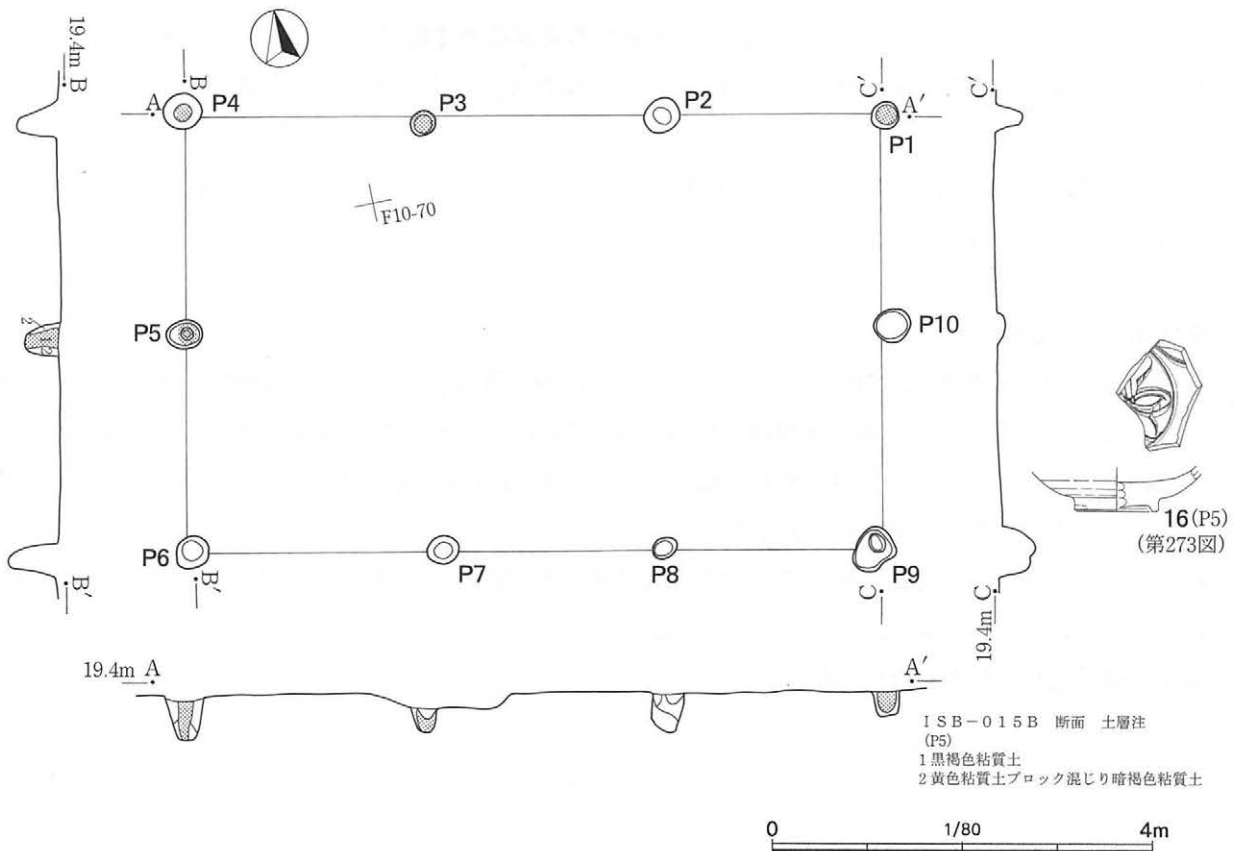 19.4m B
B
C'
C'
A
P4
P3
P2
A'
P1
F10-70
2
1 2
P5
P10
16(P5)
(第273図)
P6
P7
P8
P9
B'
B'
C
19.4m C
19.4m A
A'
ISB-015B 断面 土層注
(P5)
1 黒褐色粘質土
2 黄色粘質土ブロック混じり暗褐色粘質土
0 1/80 4m